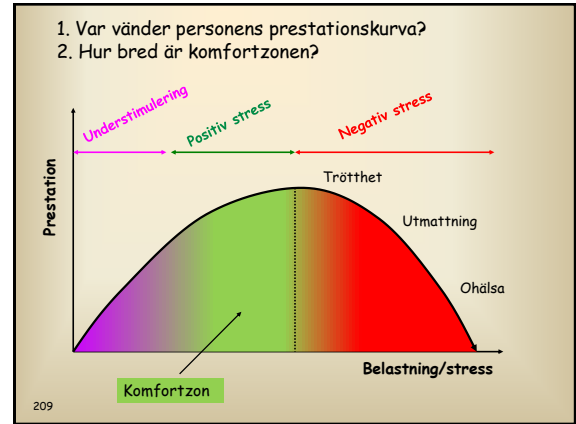 1. Var vänder personens prestationskurva?
2. Hur bred är komfortzonen?
Understimulering
Positiv stress
Negativ stress
Trötthet
Prestation
Utmattning
Ohälsa
Belastning/stress
Komfortzon
209